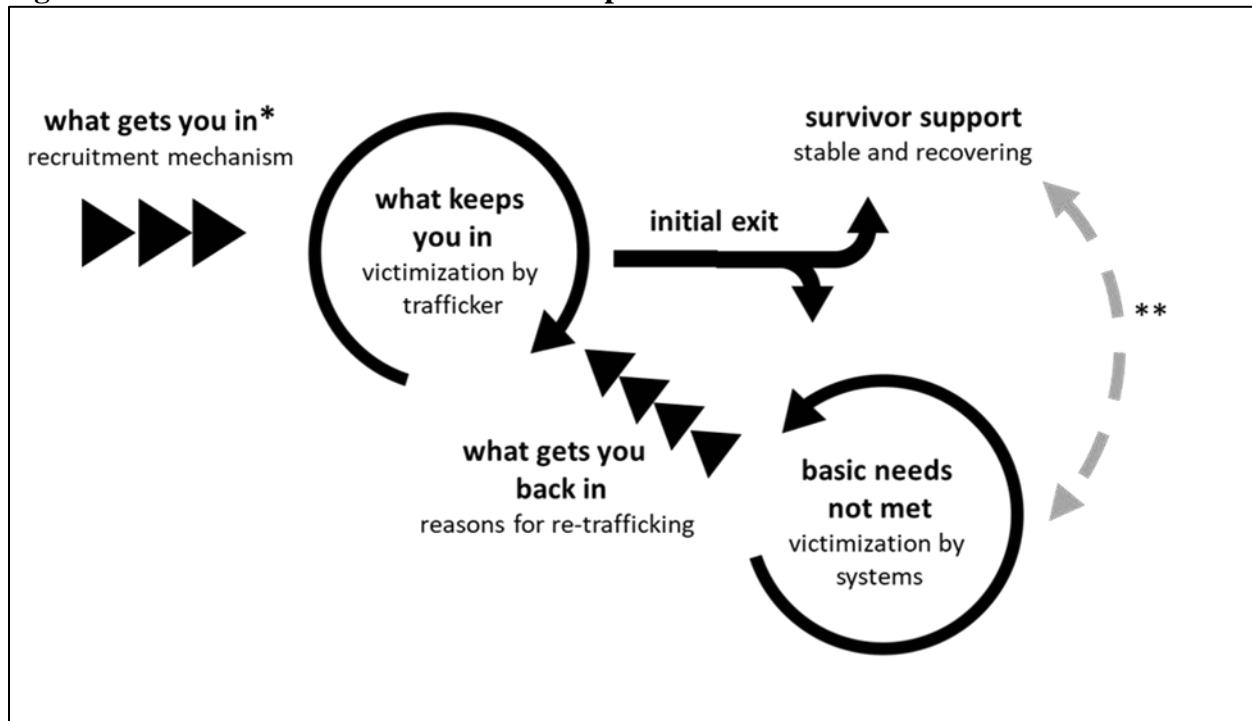 what gets you in*
recruitment mechanism
what keeps
you in
victimization by
trafficker
initial exit
survivor support
stable and recovering
**
what gets you
back in
reasons for re-trafficking
basic needs
not met
victimization by
systems